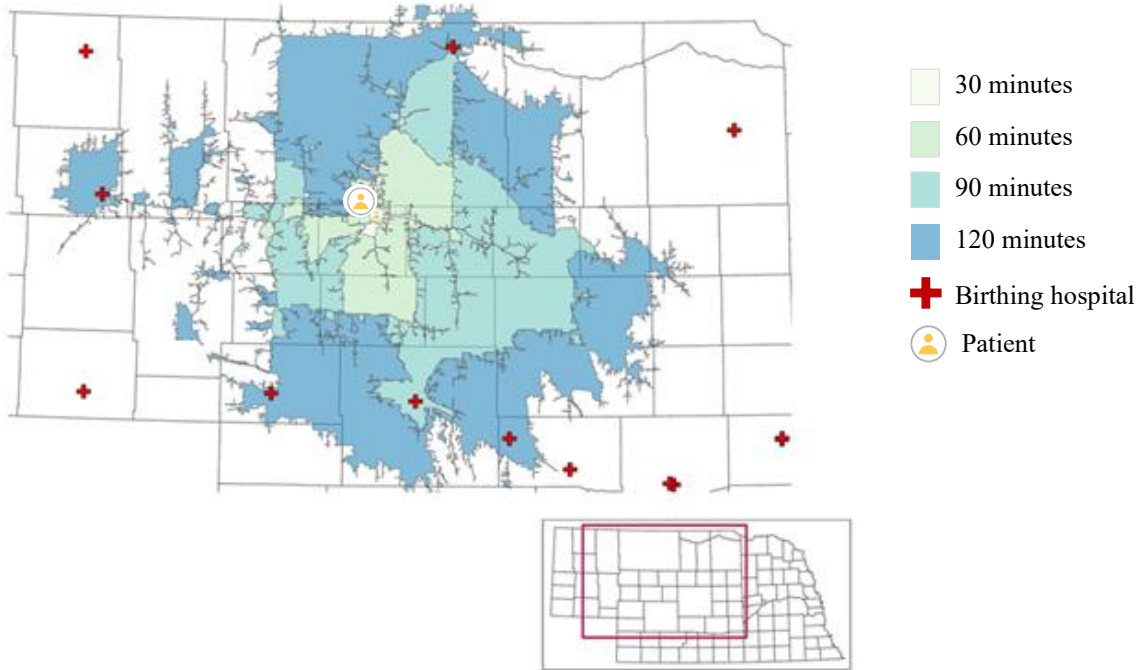 30 minutes
60 minutes
90 minutes
120 minutes
Birthing hospital
Patient